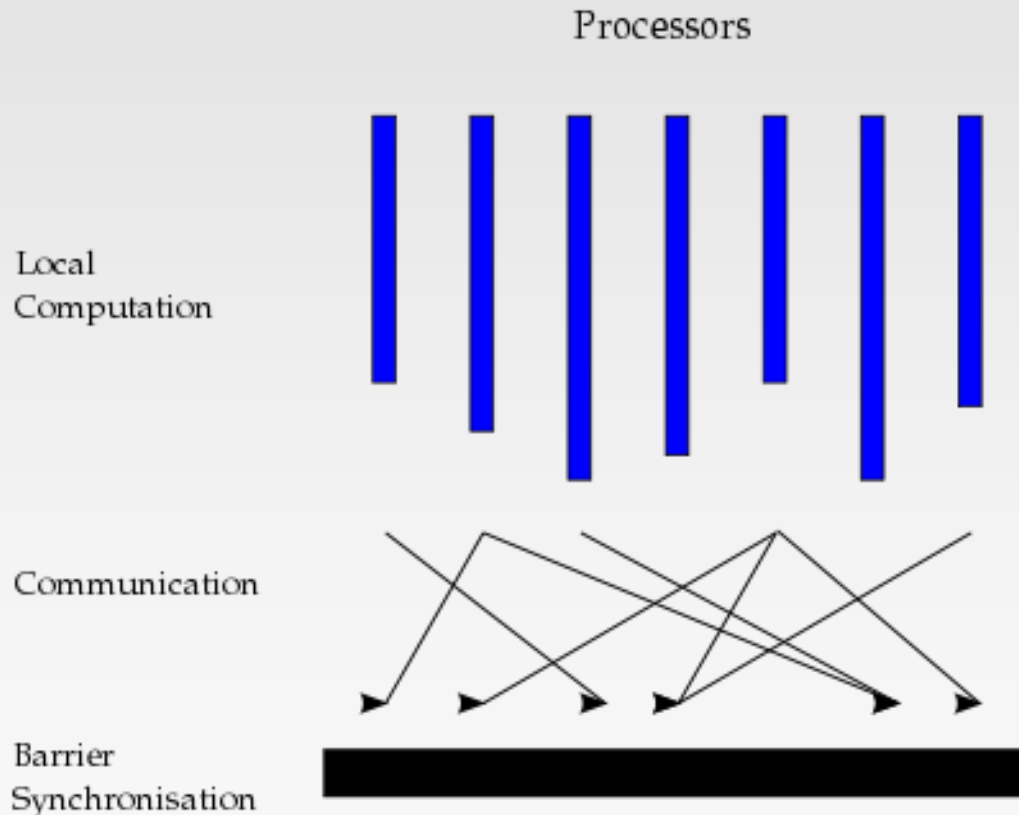 Processors
Local
Computation
Communication
Barrier
Synchronisation